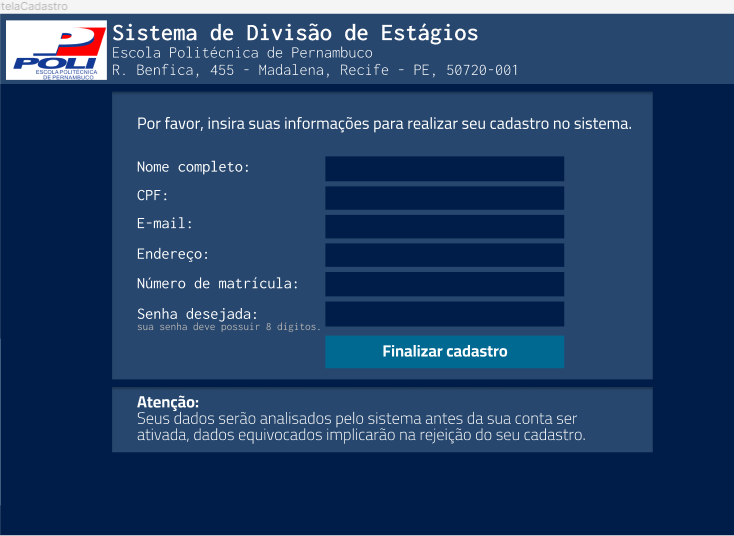 telaCadastro
Sistema de Divisão de Estágios
Escola Politécnica de Pernambuco
R. Benfica, 455 - Madalena, Recife - PE, 50720-001
POLI
ESCOLA POLITÉCNICA
DE PERNAMBUCO
Por favor, insira suas informações para realizar seu cadastro no sistema.
Nome completo:
CPF:
E-mail:
Endereço:
Número de matrícula:
Senha desejada:
sua senha deve possuir 8 digitos.
Finalizar cadastro
Atenção:
Seus dados serão analisados pelo sistema antes da sua conta ser
ativada, dados equivocados implicarão na rejeição do seu cadastro.